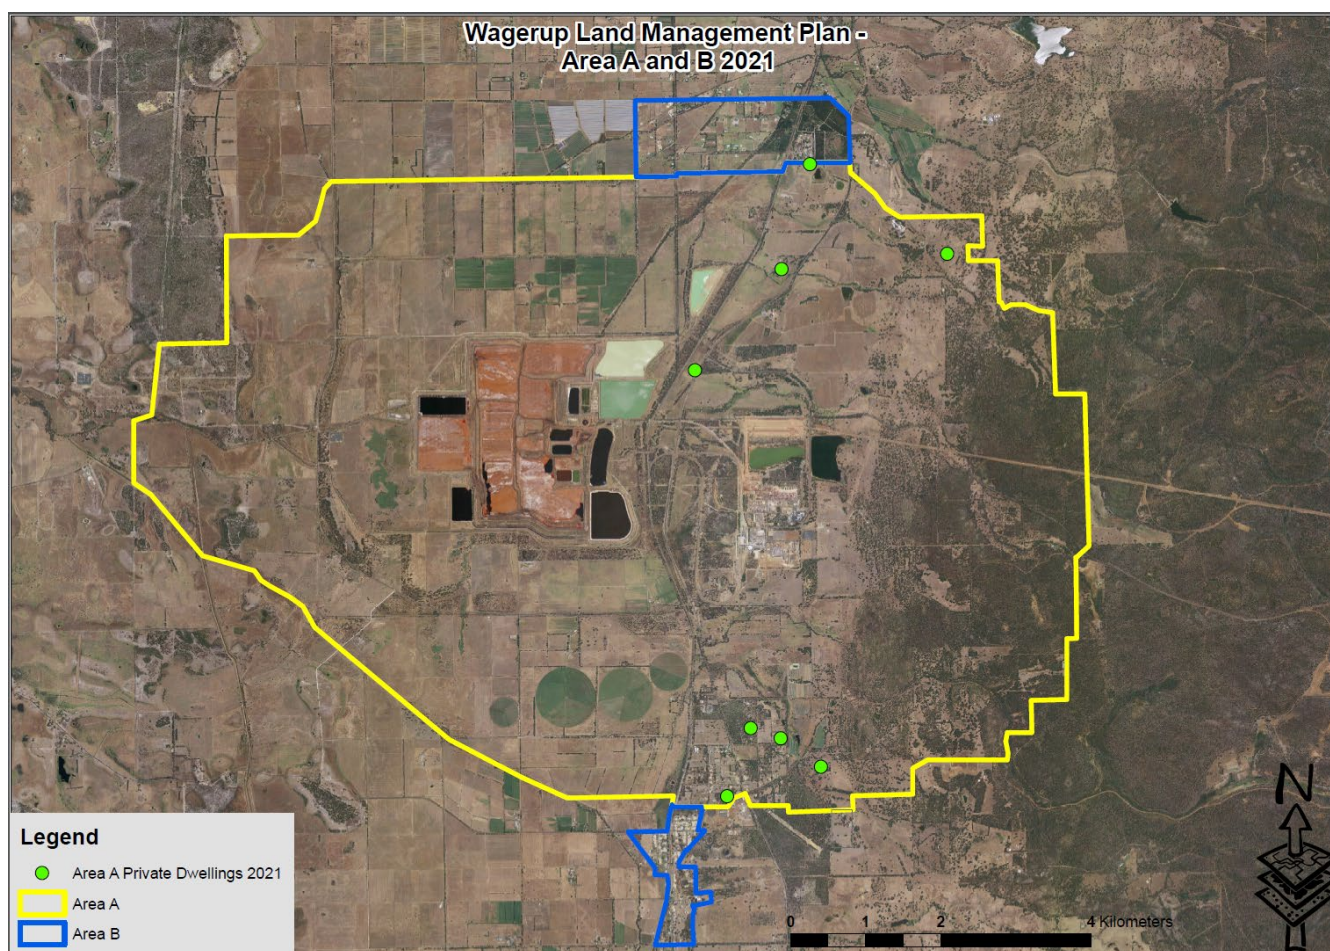 Wagerup Land Management Plan -
Area A and B 2021
N
Legend
Area A Private Dwellings 2021
Area A
Area B
0 1 2 4 Kilometers